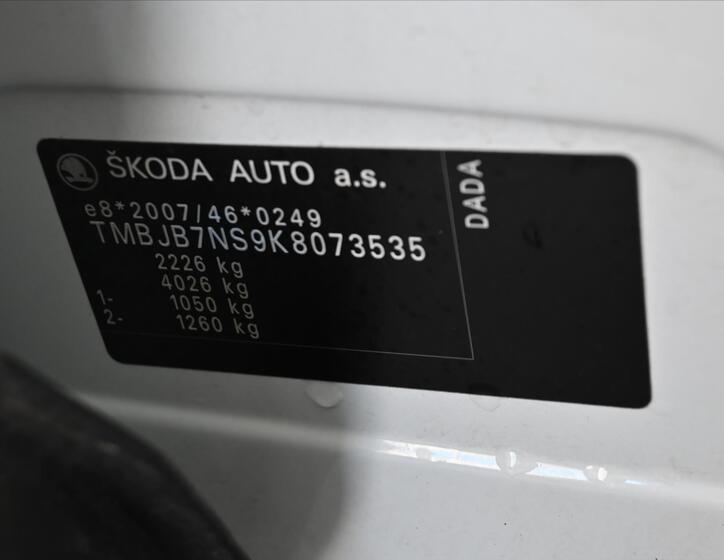 ŠKODA AUTO a.s.
e8*2007/46*0249
TMBJB7NS9K8073535
2226 kg
4026 kg
1- 1050 kg
2- 1260 kg
DADA